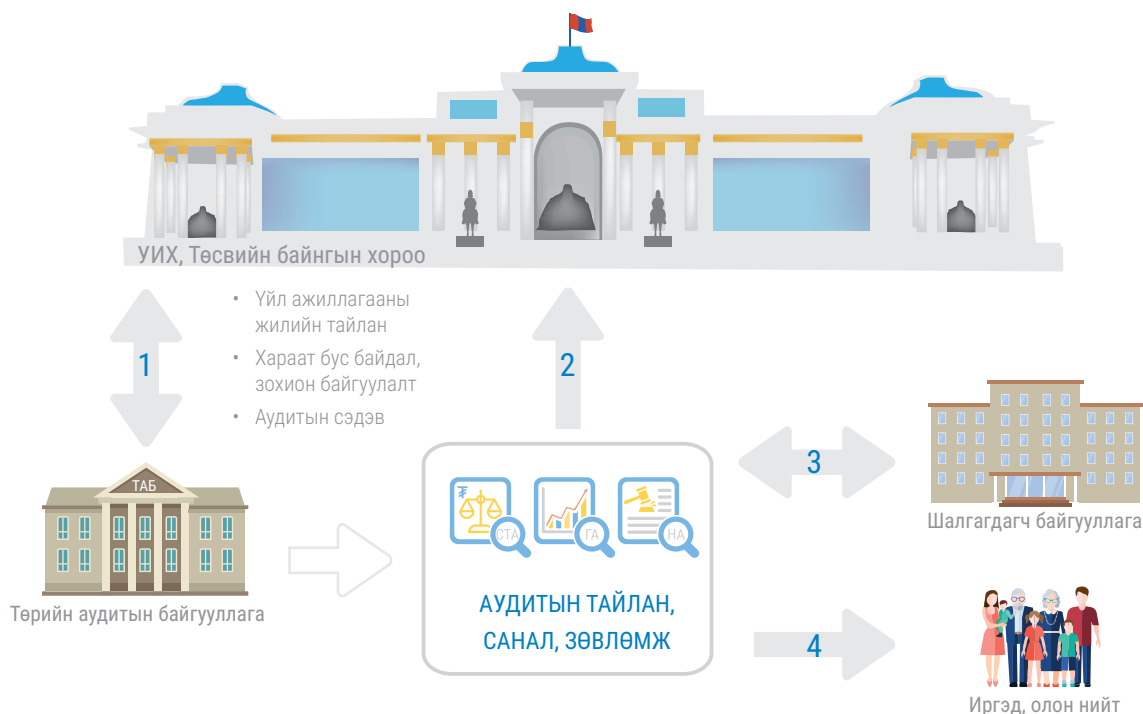 УИХ, Төсвийн байнгын хороо
1
• Үйл ажиллагааны
жилийн тайлан
• Хараат бус байдал,
зохион байгуулалт
• Аудитын сэдэв
2
ТАБ
Төрийн аудитын байгууллага
₮
СТА
ГА
НА
АУДИТЫН ТАЙЛАН,
САНАЛ, ЗӨВЛӨМЖ
3
Шалгагдагч байгууллага
4
Иргэд, олон нийт